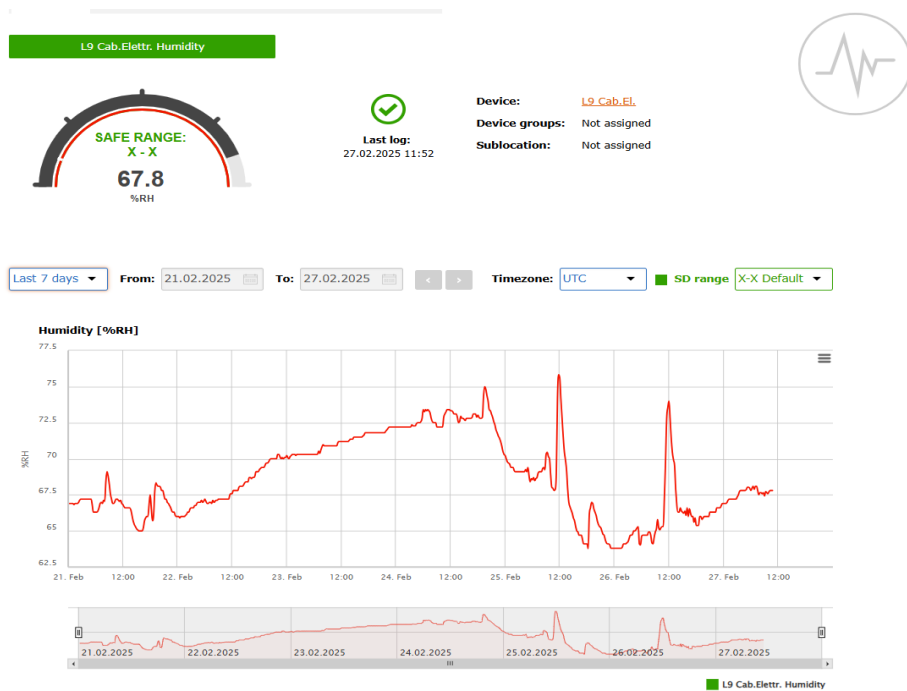 L9 Cab.Elettr. Humidity
SAFE RANGE:
X - X
67.8
%RH
Last log:
27.02.2025 11:52
Device: L9 Cab.El.
Device groups: Not assigned
Sublocation: Not assigned
Last 7 days From: 21.02.2025 To: 27.02.2025 < > Timezone: UTC SD range X-X Default
Humidity [%RH]
77.5
75
72.5
70
67.5
65
62.5
%RH
21. Feb 12:00 22. Feb 12:00 23. Feb 12:00 24. Feb 12:00 25. Feb 12:00 26. Feb 12:00 27. Feb 12:00
21.02.2025 22.02.2025 23.02.2025 24.02.2025 25.02.2025 26.02.2025 27.02.2025
L9 Cab.Elettr. Humidity